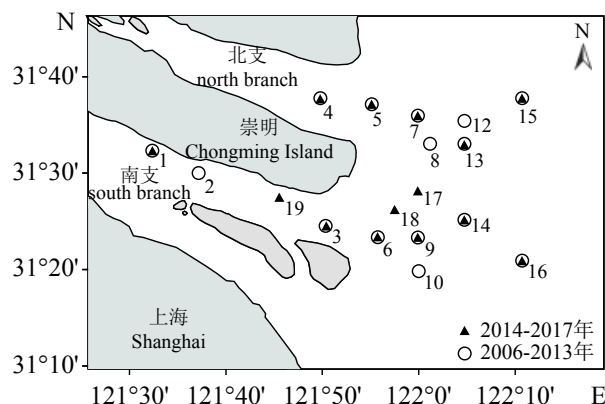 N
N
31°40'
31°30'
31°20'
31°10'
北支
north branch
崇明
Chongming Island
南支
south branch
上海
Shanghai
4
5
7
12
15
8
13
1
2
17
19
18
3
14
6
9
10
16
▲ 2014-2017年
○ 2006-2013年
121°30' 121°40' 121°50' 122°0' 122°10' E